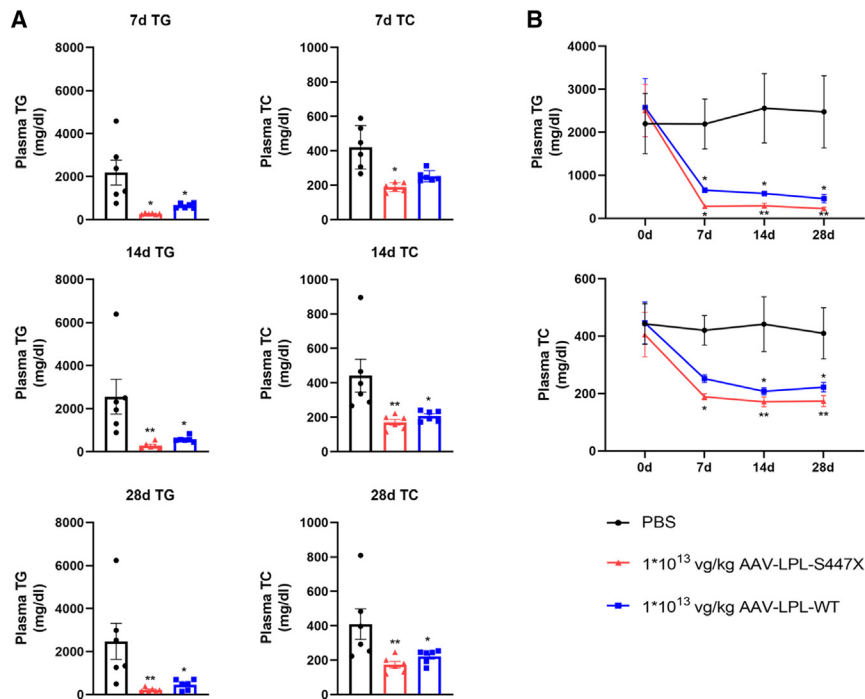 A
B
7d TG
7d TC
Plasma TG
(mg/dl)
8000
6000
4000
2000
0
*
*
Plasma TC
(mg/dl)
1000
800
600
400
200
0
*
Plasma TG
(mg/dl)
4000
3000
2000
1000
0
*
*
*
*
**
**
0d
7d
14d
28d
14d TG
14d TC
Plasma TG
(mg/dl)
8000
6000
4000
2000
0
**
*
Plasma TC
(mg/dl)
1000
800
600
400
200
0
**
*
Plasma TC
(mg/dl)
600
400
200
0
*
*
*
**
**
0d
7d
14d
28d
28d TG
28d TC
Plasma TG
(mg/dl)
8000
6000
4000
2000
0
**
*
Plasma TC
(mg/dl)
1000
800
600
400
200
0
**
*
PBS
1*10¹³ vg/kg AAV-LPL-S447X
1*10¹³ vg/kg AAV-LPL-WT